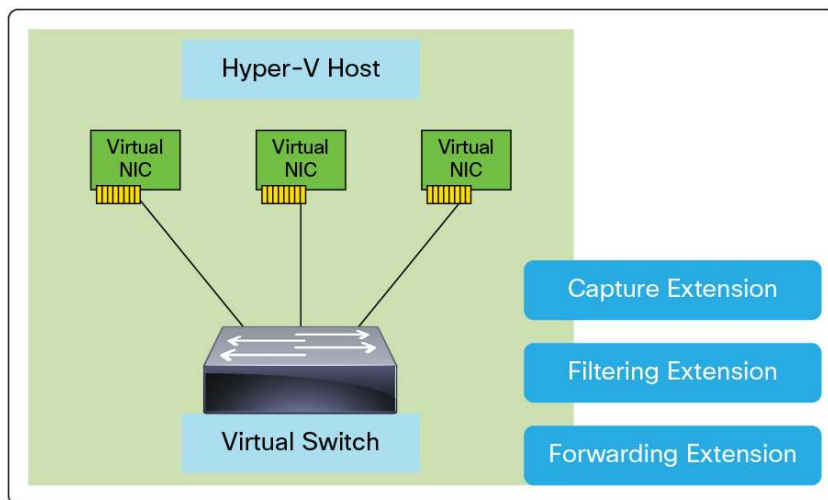 Hyper-V Host
Virtual
NIC
Virtual
NIC
Virtual
NIC
Capture Extension
Filtering Extension
Virtual Switch
Forwarding Extension